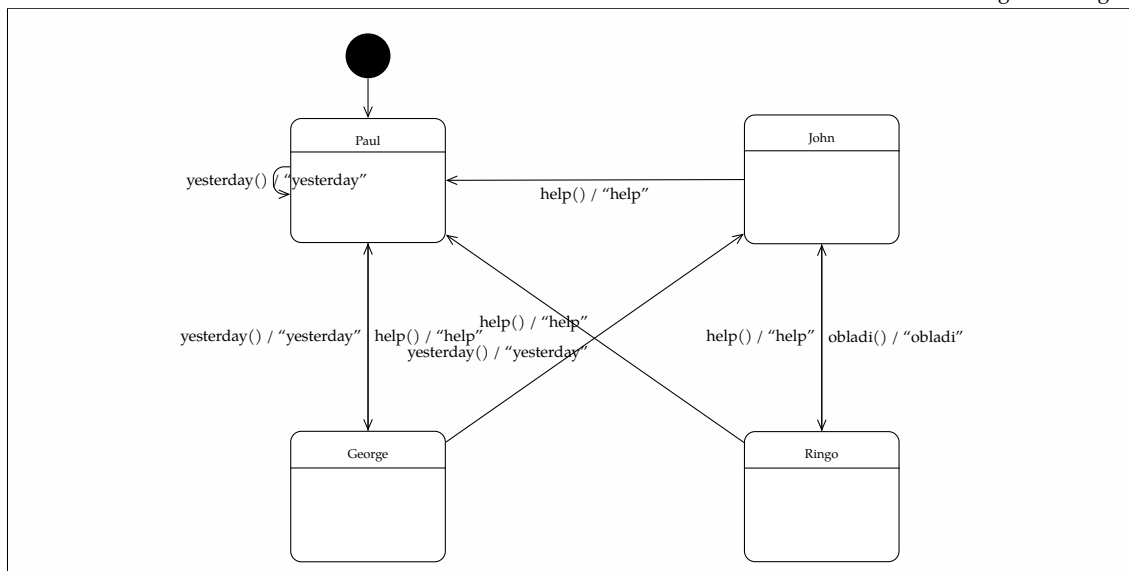 Paul
John
yesterday() / “yesterday”
help() / “help”
help() / “help”
yesterday() / “yesterday”
help() / “help”
help() / “help”
obladi() / “obladi”
yesterday() / “yesterday”
George
Ringo